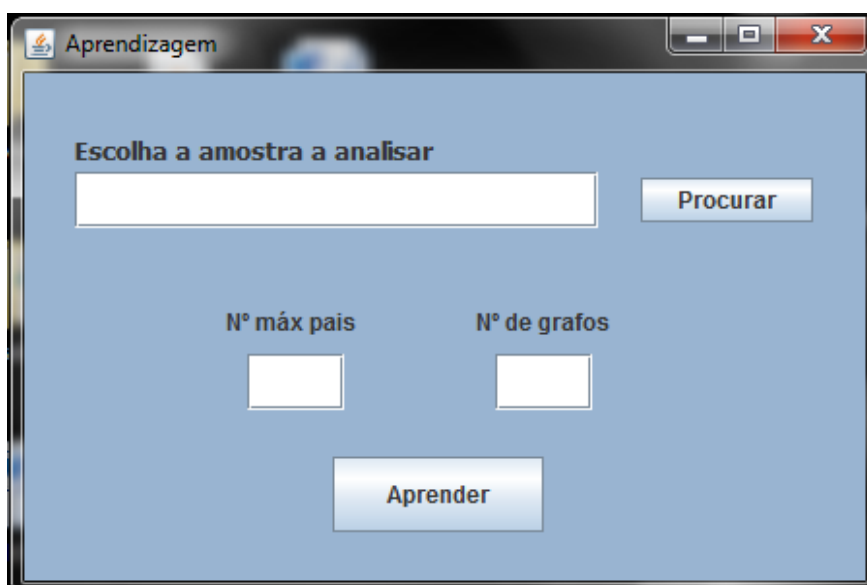 Aprendizagem
Escolha a amostra a analisar
Procurar
Nº máx pais
Nº de grafos
Aprender